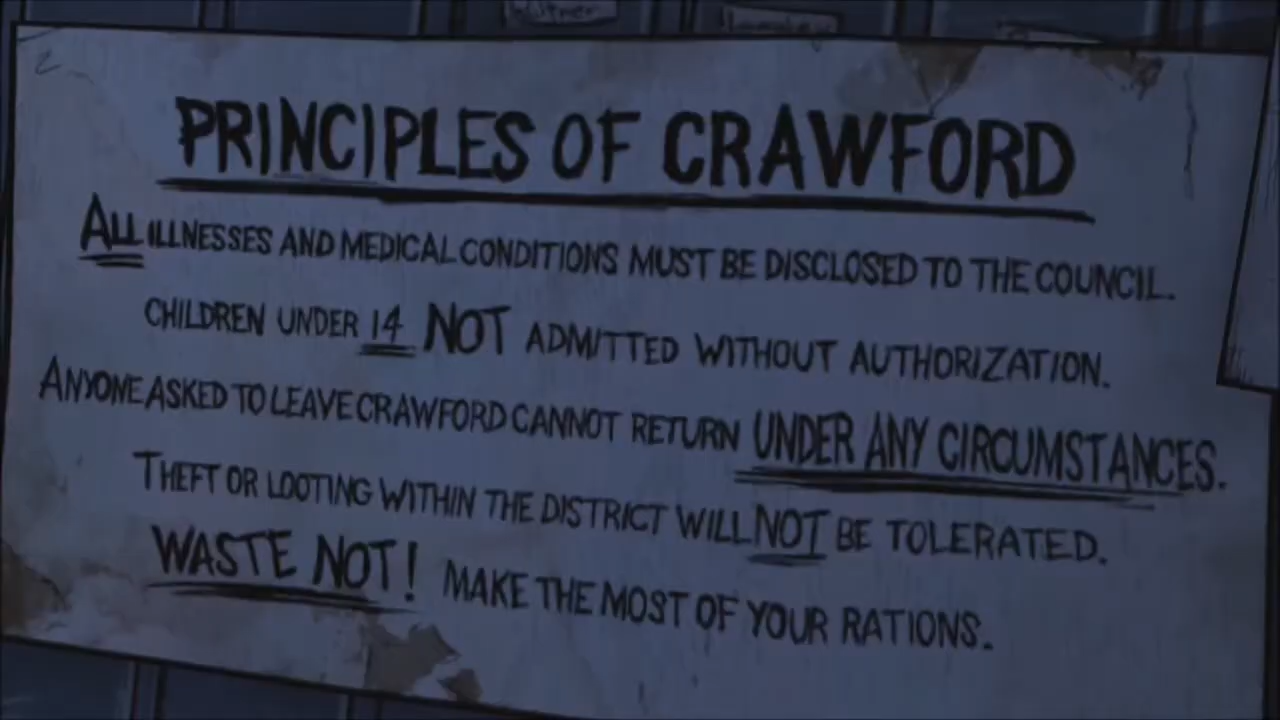 PRINCIPLES OF CRAWFORD
ALL ILLNESSES AND MEDICAL CONDITIONS MUST BE DISCLOSED TO THE COUNCIL.
CHILDREN UNDER 14 NOT ADMITTED WITHOUT AUTHORIZATION.
ANYONE ASKED TO LEAVE CRAWFORD CANNOT RETURN UNDER ANY CIRCUMSTANCES.
THEFT OR LOOTING WITHIN THE DISTRICT WILL NOT BE TOLERATED.
WASTE NOT! MAKE THE MOST OF YOUR RATIONS.